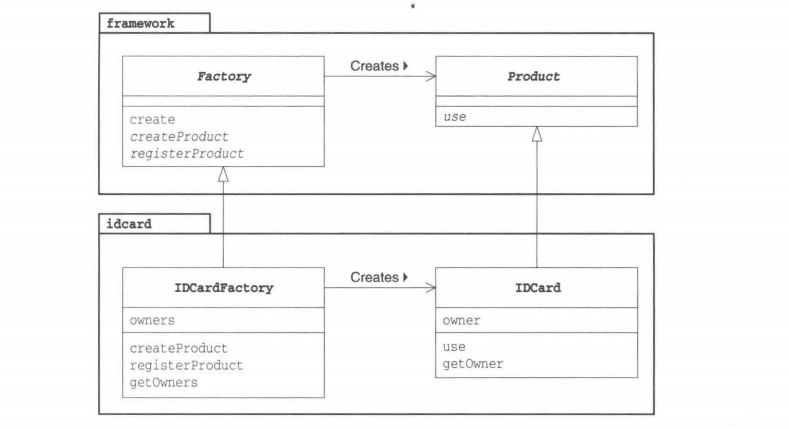 framework
Factory
Creates
Product
create
createProduct
registerProduct
use
idcard
IDCardFactory
Creates
IDCard
owners
owner
createProduct
registerProduct
getOwners
use
getOwner